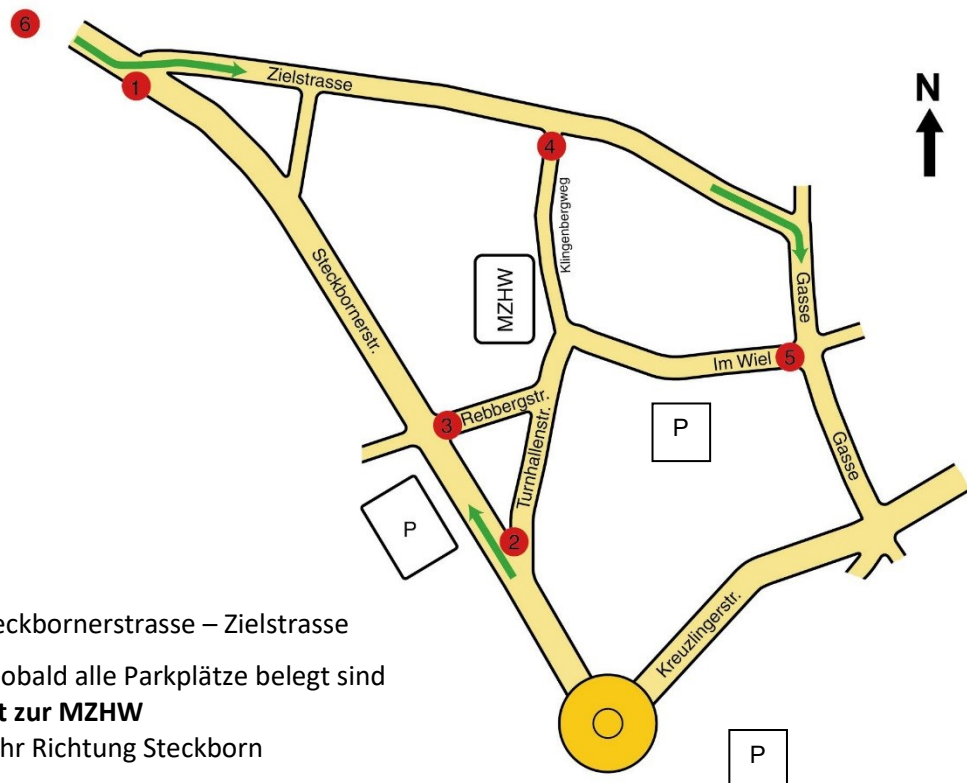 6
N
1
Zielstrasse
4
Klingenbergweg
MZHW
Gasse
Steckbornerstr.
Im Wiel
5
3
Rebbergstr.
P
Turnhallenstr.
Gasse
P
2
eckbornerstrasse – Zielstrasse
Kreuzlingerstr.
obald alle Parkplätze belegt sind
t zur MZHW
hr Richtung Steckborn
P